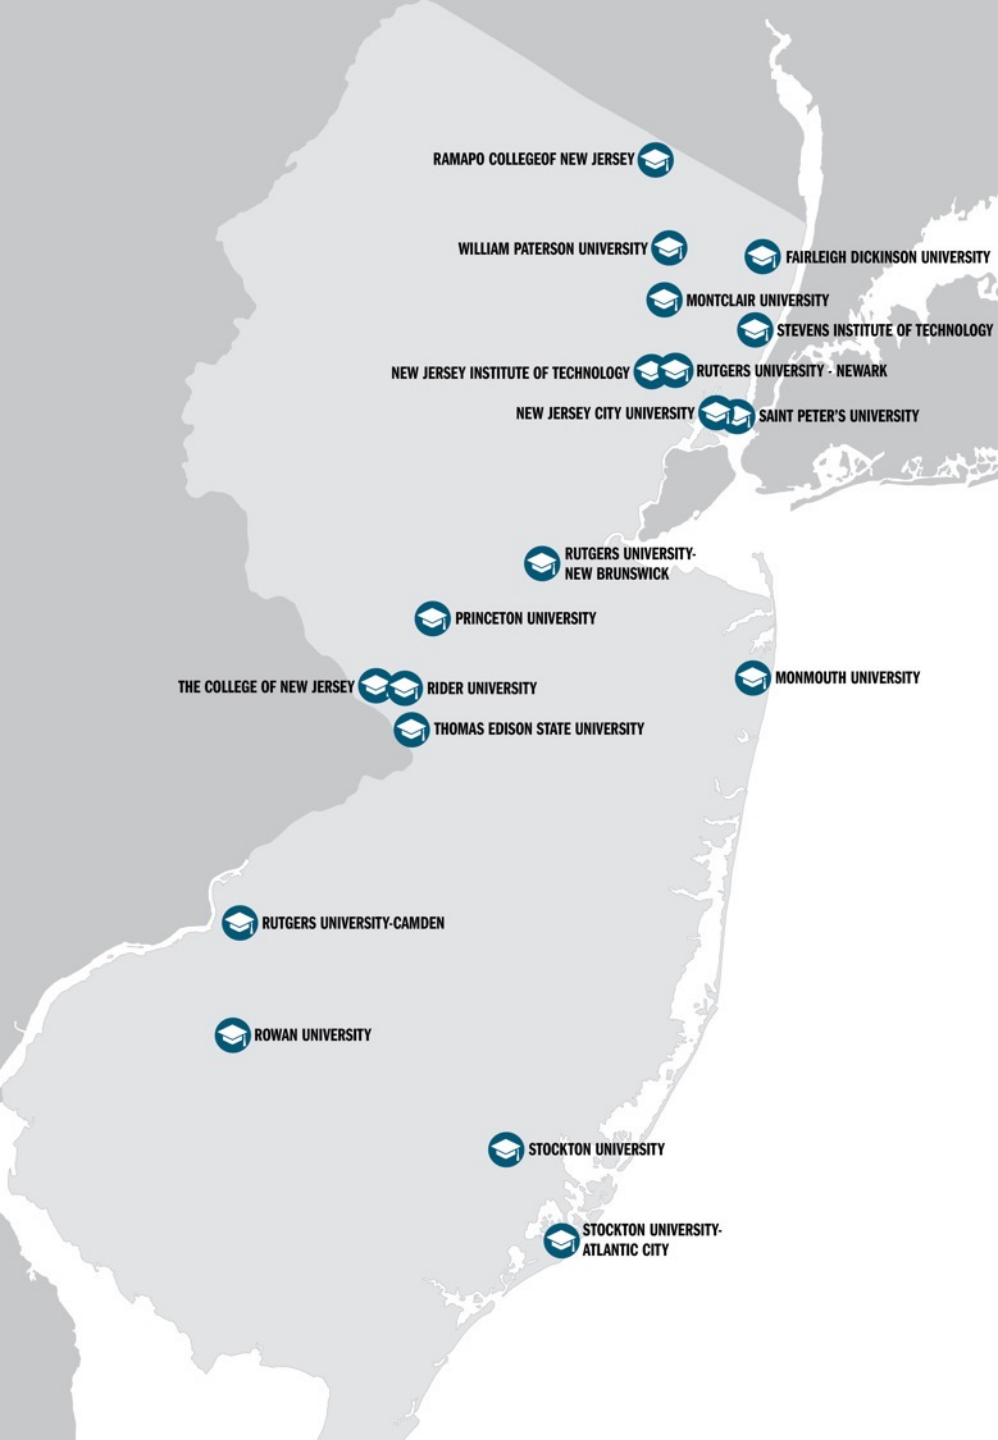 RAMAPO COLLEGEOF NEW JERSEY
WILLIAM PATERSON UNIVERSITY
FAIRLEIGH DICKINSON UNIVERSITY
MONTCLAIR UNIVERSITY
STEVENS INSTITUTE OF TECHNOLOGY
NEW JERSEY INSTITUTE OF TECHNOLOGY
RUTGERS UNIVERSITY - NEWARK
NEW JERSEY CITY UNIVERSITY
SAINT PETER'S UNIVERSITY
RUTGERS UNIVERSITY-
NEW BRUNSWICK
PRINCETON UNIVERSITY
MONMOUTH UNIVERSITY
THE COLLEGE OF NEW JERSEY
RIDER UNIVERSITY
THOMAS EDISON STATE UNIVERSITY
RUTGERS UNIVERSITY-CAMDEN
ROWAN UNIVERSITY
STOCKTON UNIVERSITY
STOCKTON UNIVERSITY-
ATLANTIC CITY